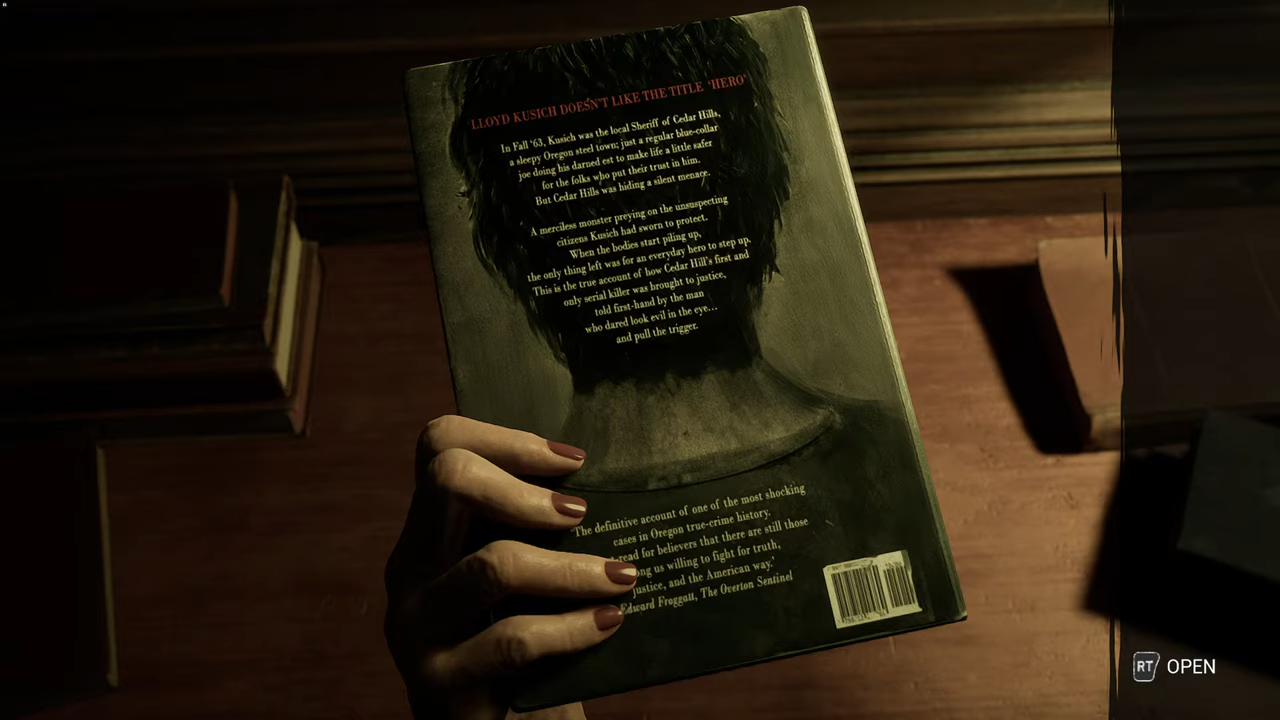 LLOYD KUSICH DOESN'T LIKE THE TITLE 'HERO'
In Fall '63, Kusich was the local Sheriff of Cedar Hills,
a sleepy Oregon steel town; just a regular blue-collar
joe doing his darned est to make life a little safer
for the folks who put their trust in him.
But Cedar Hills was hiding a silent menace.
A merciless monster preying on the unsuspecting
citizens Kusich had sworn to protect.
When the bodies start piling up,
the only thing left was for an everyday hero to step up.
This is the true account of how Cedar Hill's first and
only serial killer was brought to justice,
told first-hand by the man
who dared look evil in the eye...
and pull the trigger.
'The definitive account of one of the most shocking
cases in Oregon true-crime history.
read for believers that there are still those
us willing to fight for truth,
justice, and the American way.'
Edward Froggatt, The Overton Sentinel
RT OPEN